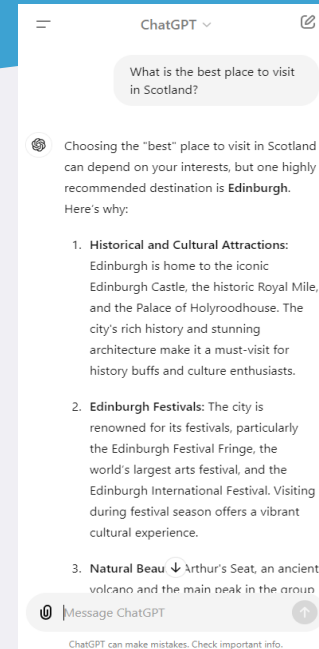 ChatGPT
What is the best place to visit
in Scotland?
Choosing the "best" place to visit in Scotland
can depend on your interests, but one highly
recommended destination is Edinburgh.
Here's why:
1. Historical and Cultural Attractions:
Edinburgh is home to the iconic
Edinburgh Castle, the historic Royal Mile,
and the Palace of Holyroodhouse. The
city's rich history and stunning
architecture make it a must-visit for
history buffs and culture enthusiasts.
2. Edinburgh Festivals: The city is
renowned for its festivals, particularly
the Edinburgh Festival Fringe, the
world's largest arts festival, and the
Edinburgh International Festival. Visiting
during festival season offers a vibrant
cultural experience.
3. Natural Beau Arthur's Seat, an ancient
volcano and the main peak in the group
Message ChatGPT
ChatGPT can make mistakes. Check important info.